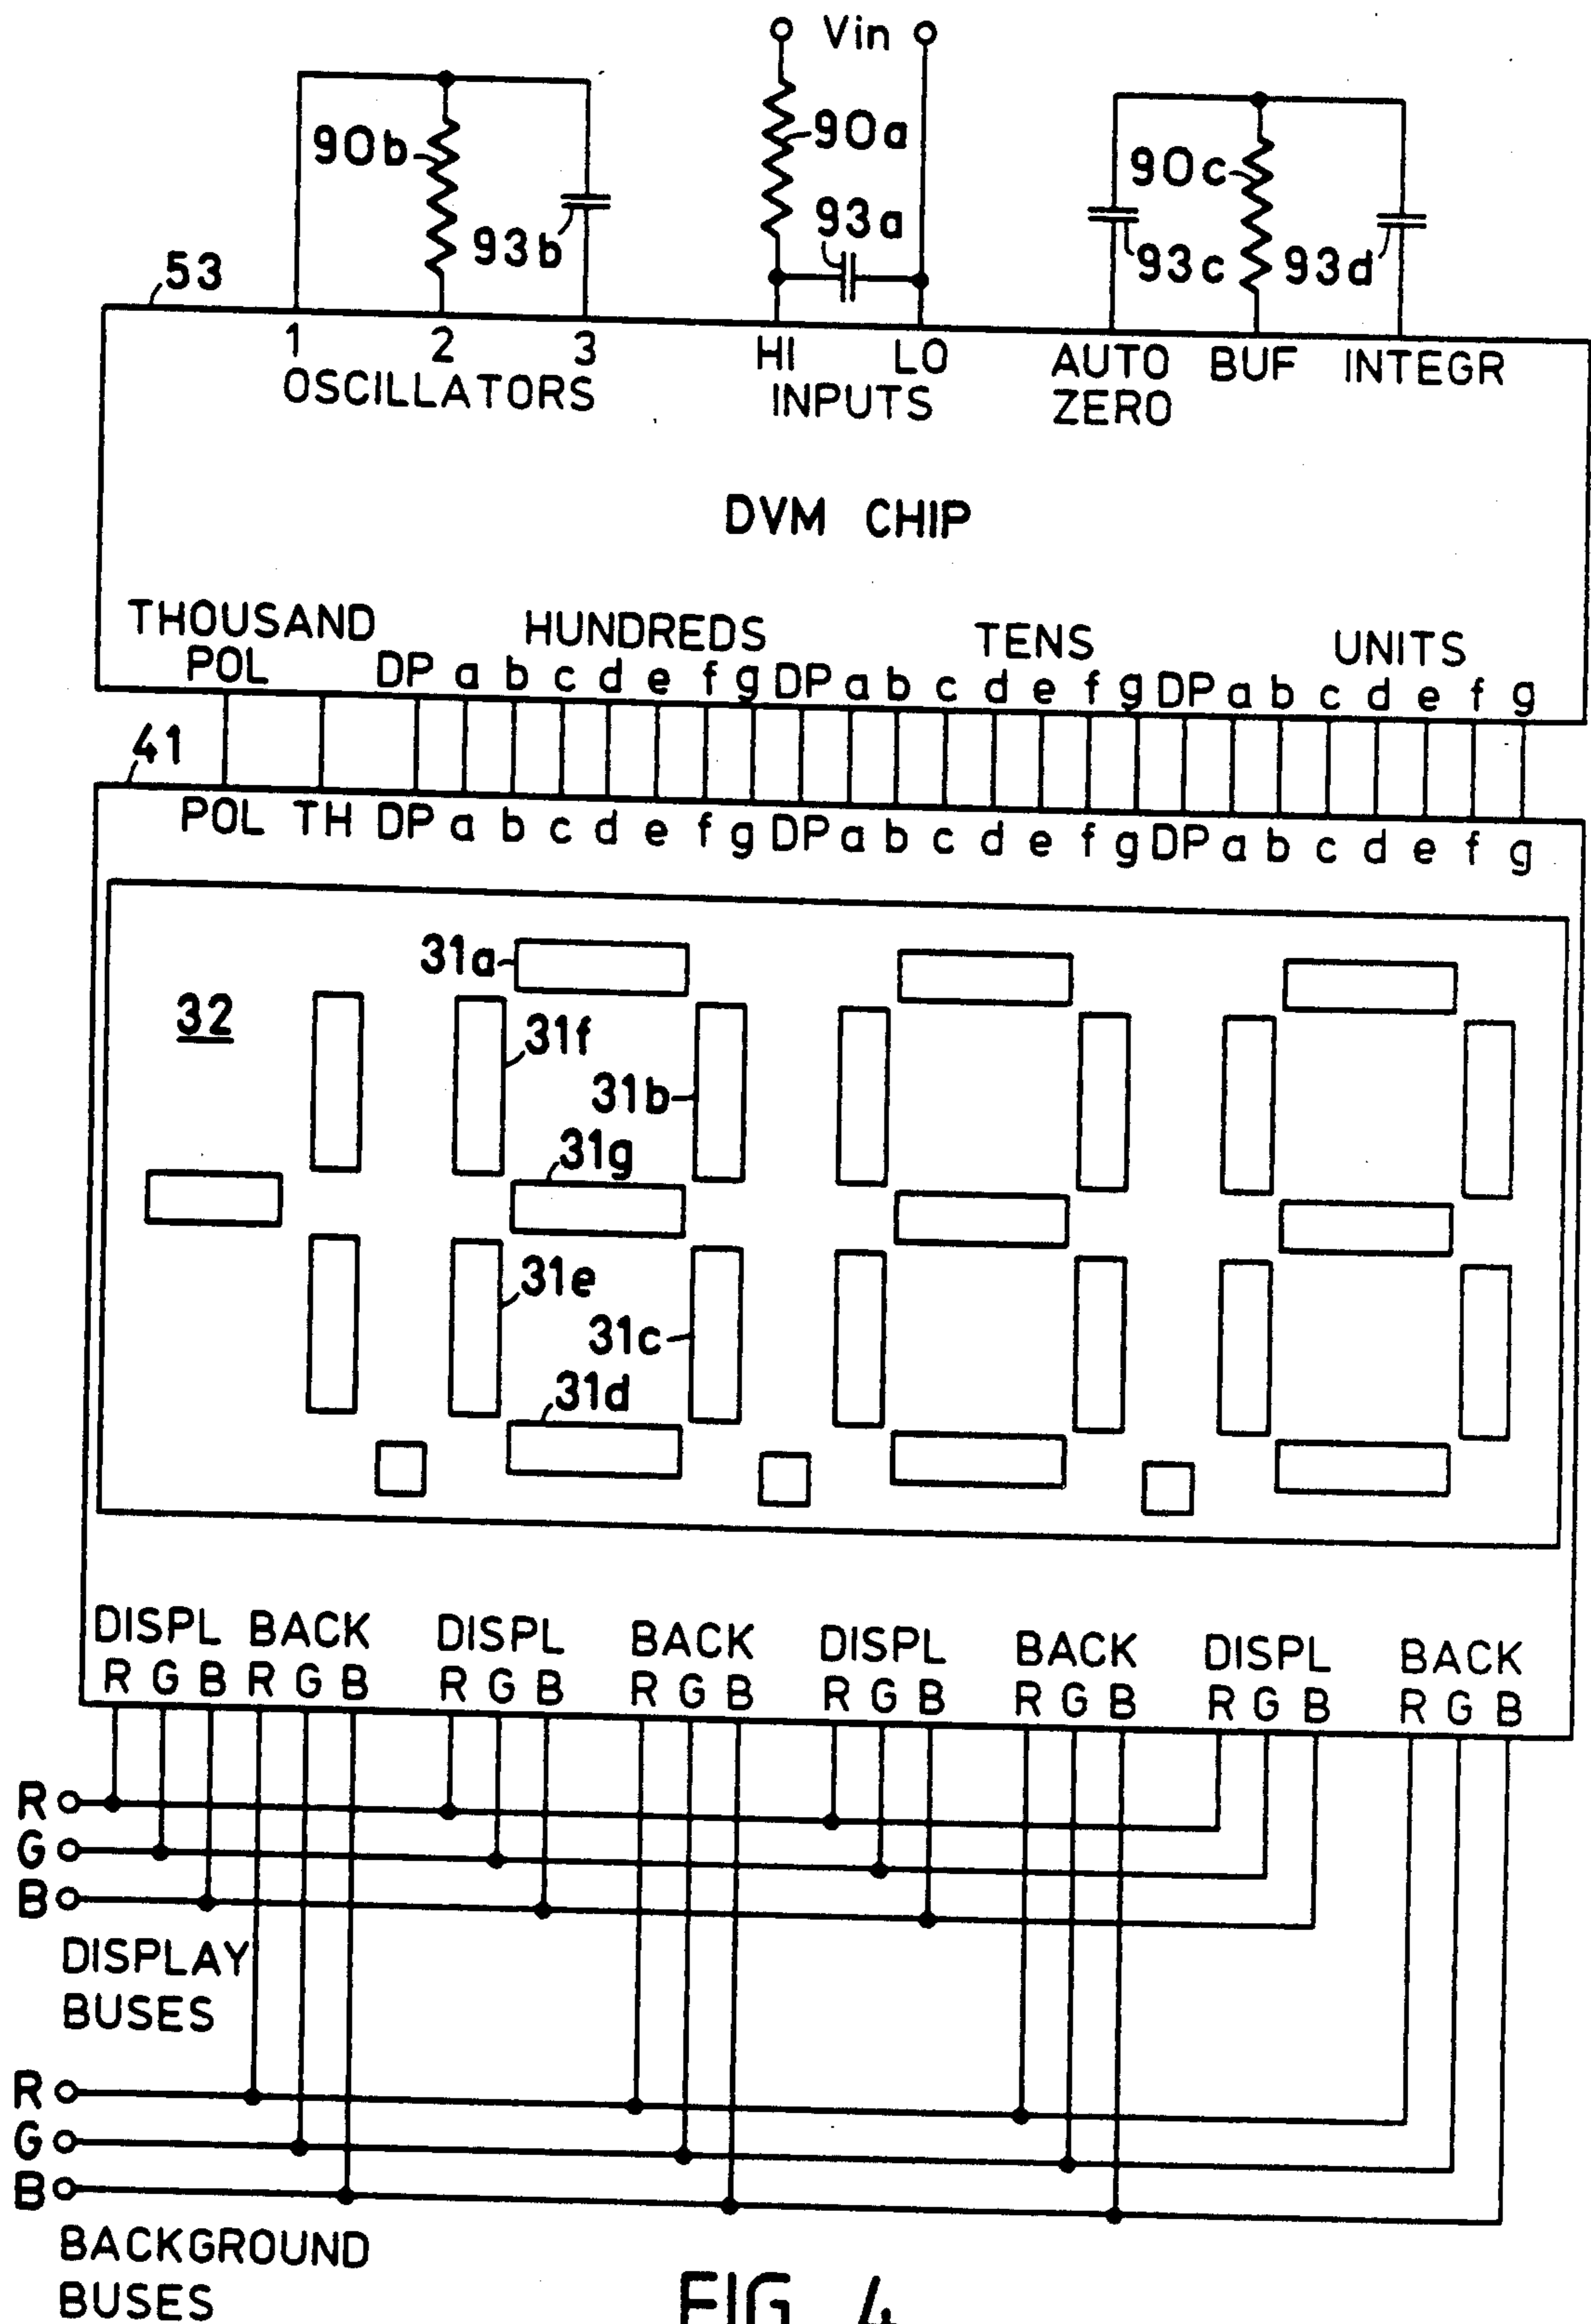 Vin
90b 90a 90c
93b 93a 93c 93d
53
1 2 3 HI LO AUTO BUF INTEGR
OSCILLATORS INPUTS ZERO
DVM CHIP
THOUSAND HUNDREDS TENS UNITS
POL DP a b c d e f g DP a b c d e f g DP a b c d e f g
41
POL TH DP a b c d e f g DP a b c d e f g DP a b c d e f g
31a
32
31f
31b
31g
31e
31c
31d
DISPL BACK DISPL BACK DISPL BACK DISPL BACK
R G B R G B R G B R G B R G B R G B R G B R G B
R
G
B
DISPLAY
BUSES
R
G
B
BACKGROUND
BUSES
FIG. 4